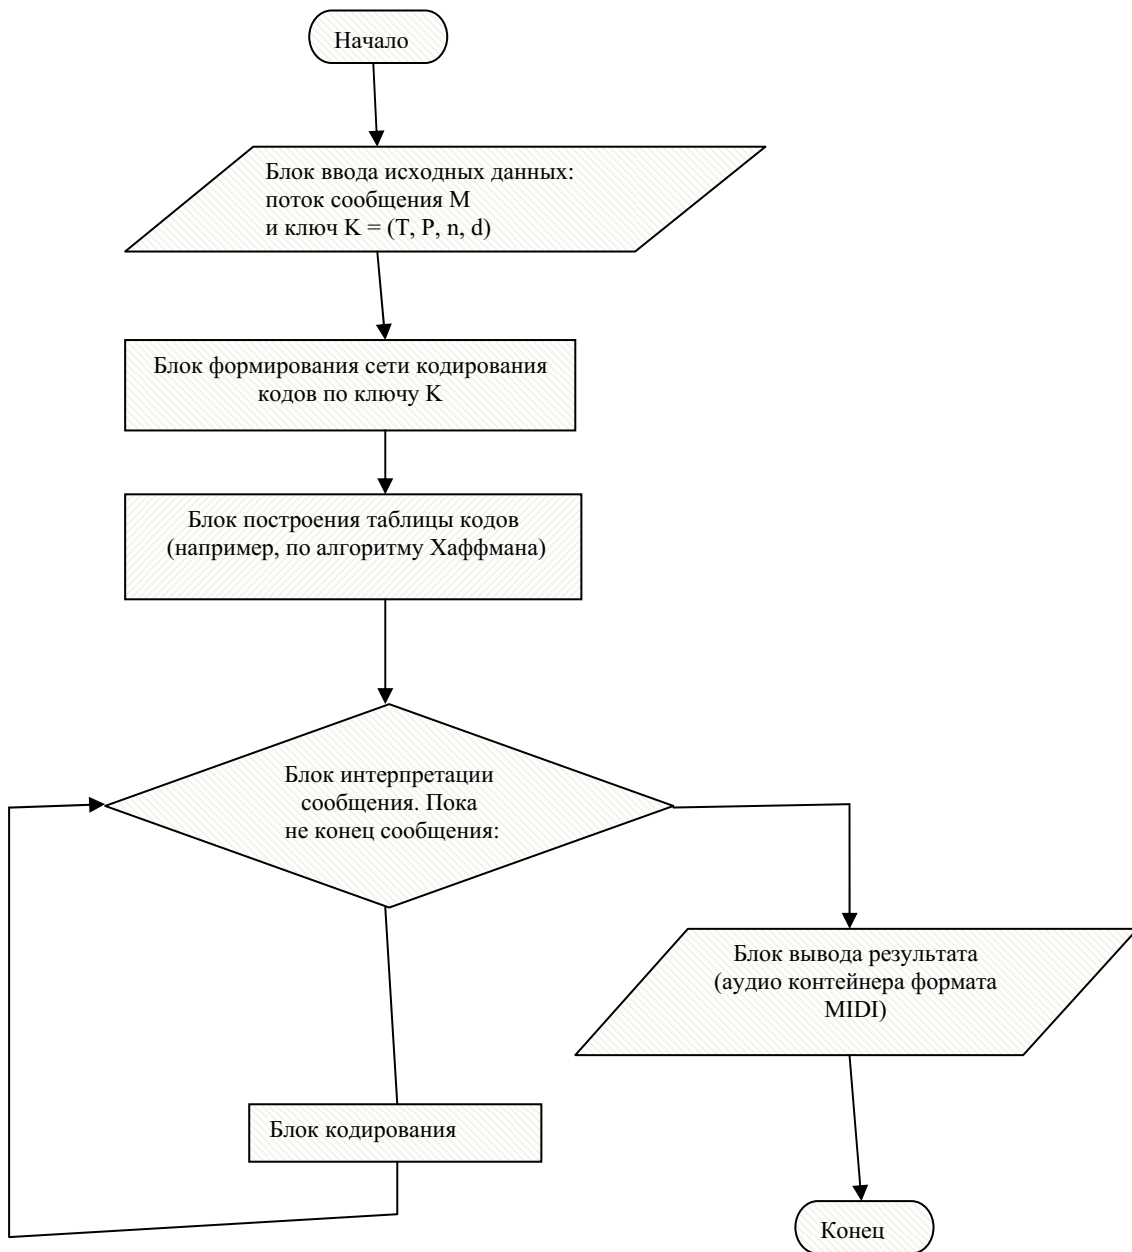 Начало
Блок ввода исходных данных:
поток сообщения М
и ключ K = (T, P, n, d)
Блок формирования сети кодирования
кодов по ключу K
Блок построения таблицы кодов
(например, по алгоритму Хаффмана)
Блок интерпретации
сообщения. Пока
не конец сообщения:
Блок вывода результата
(аудио контейнера формата
MIDI)
Блок кодирования
Конец